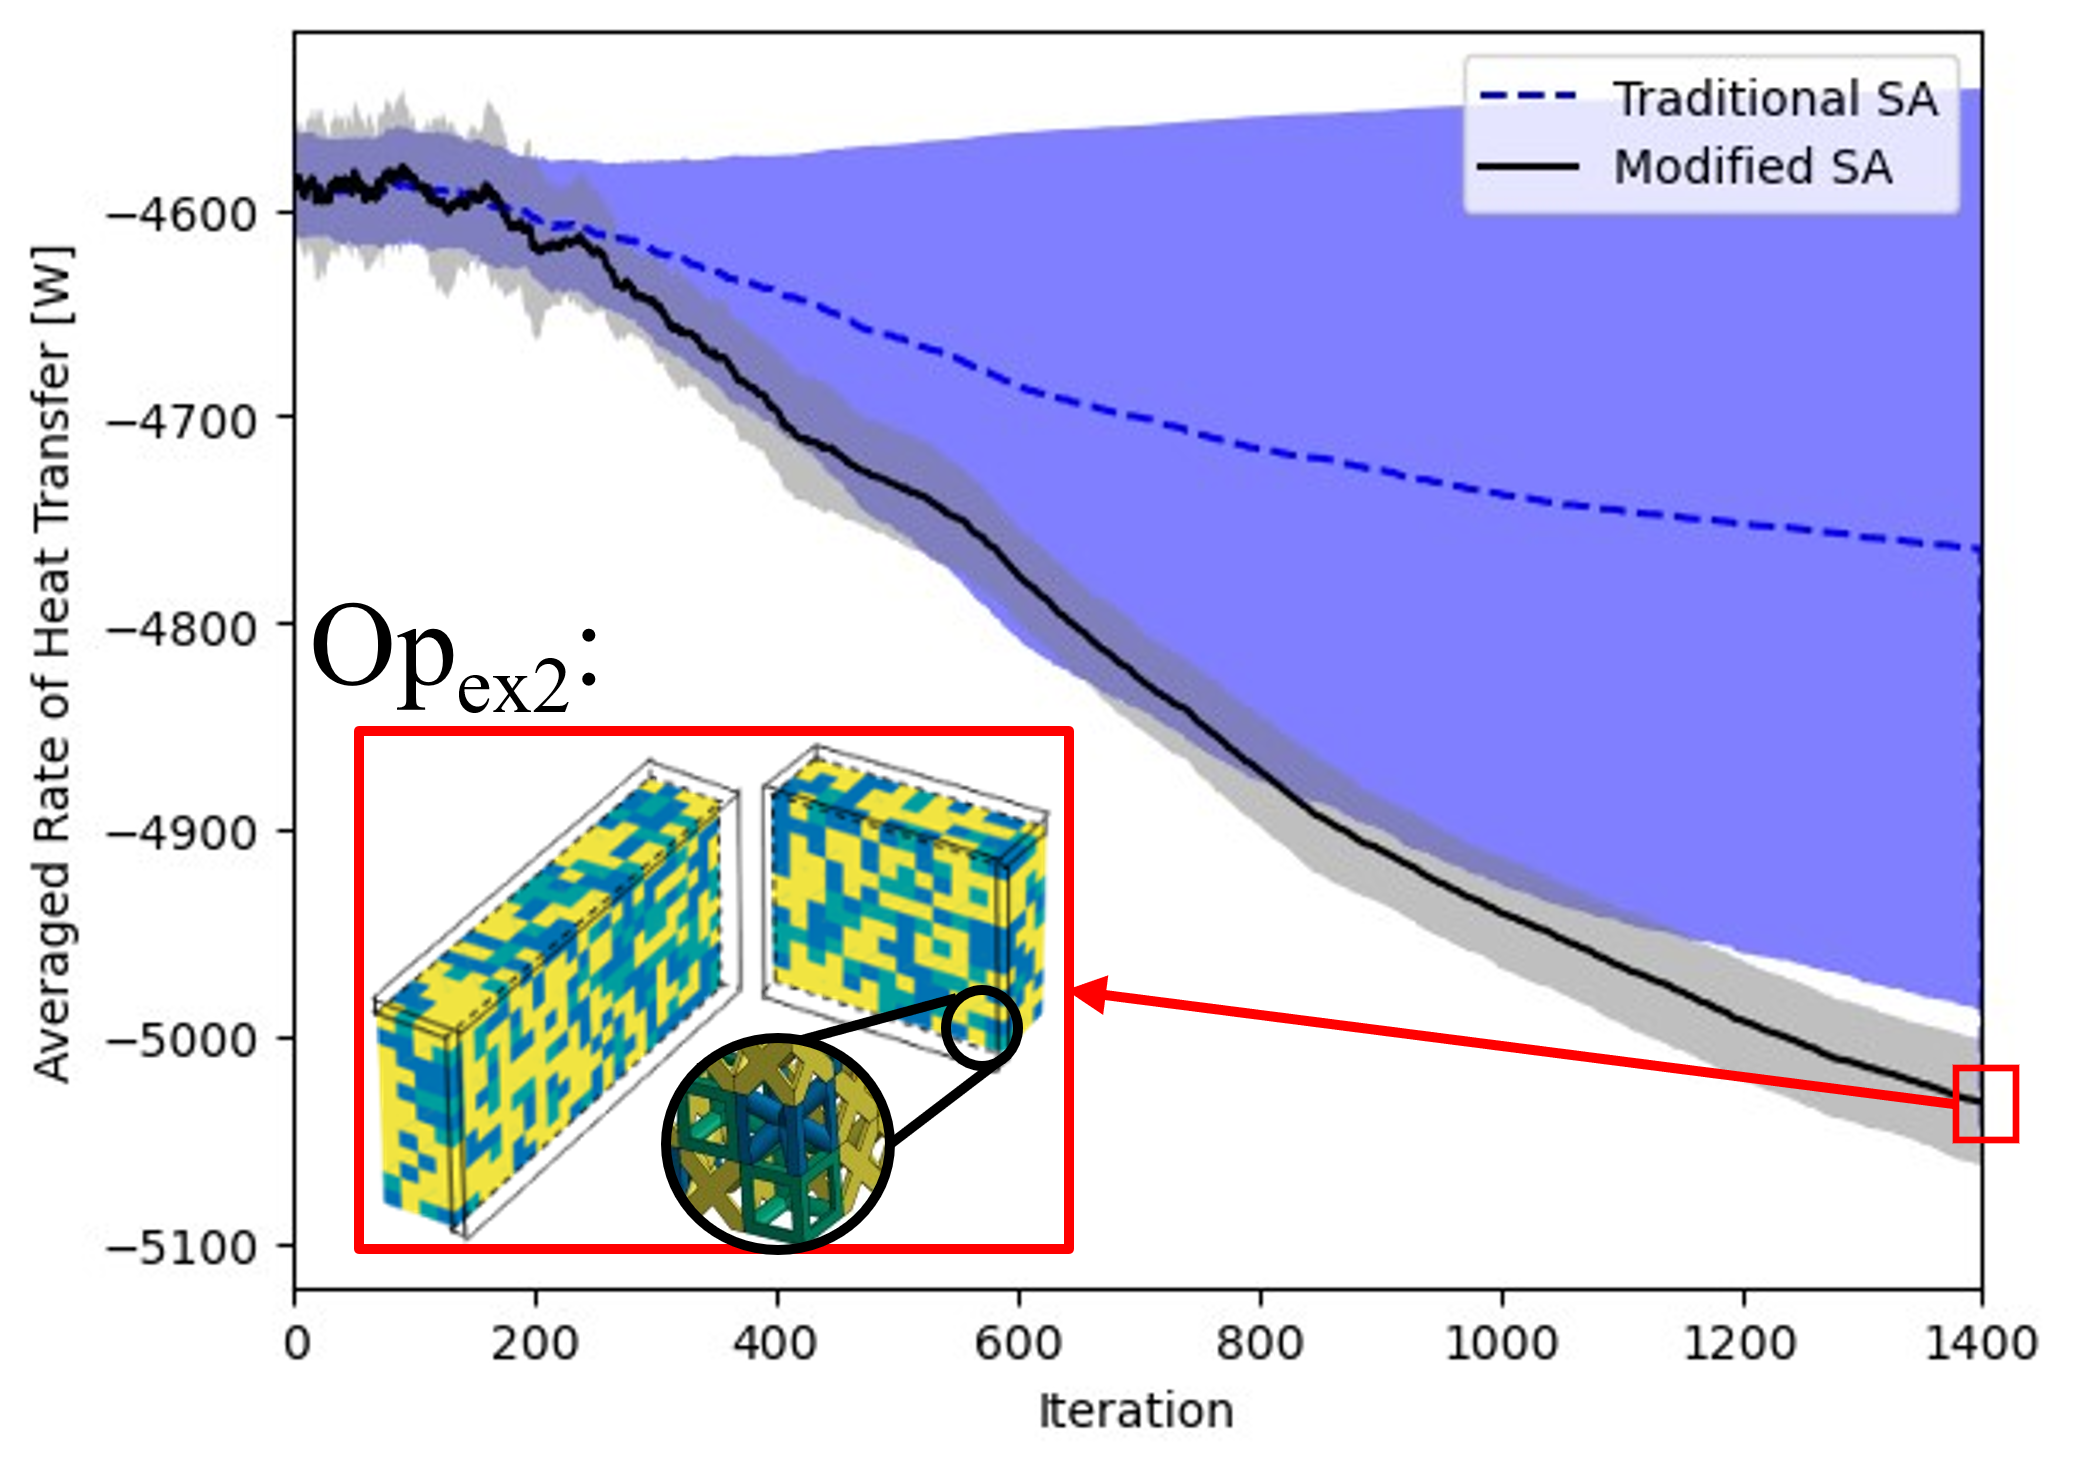 Traditional SA
Modified SA
Averaged Rate of Heat Transfer [W]
−4600
−4700
−4800
−4900
−5000
−5100
Opex2:
0 200 400 600 800 1000 1200 1400
Iteration